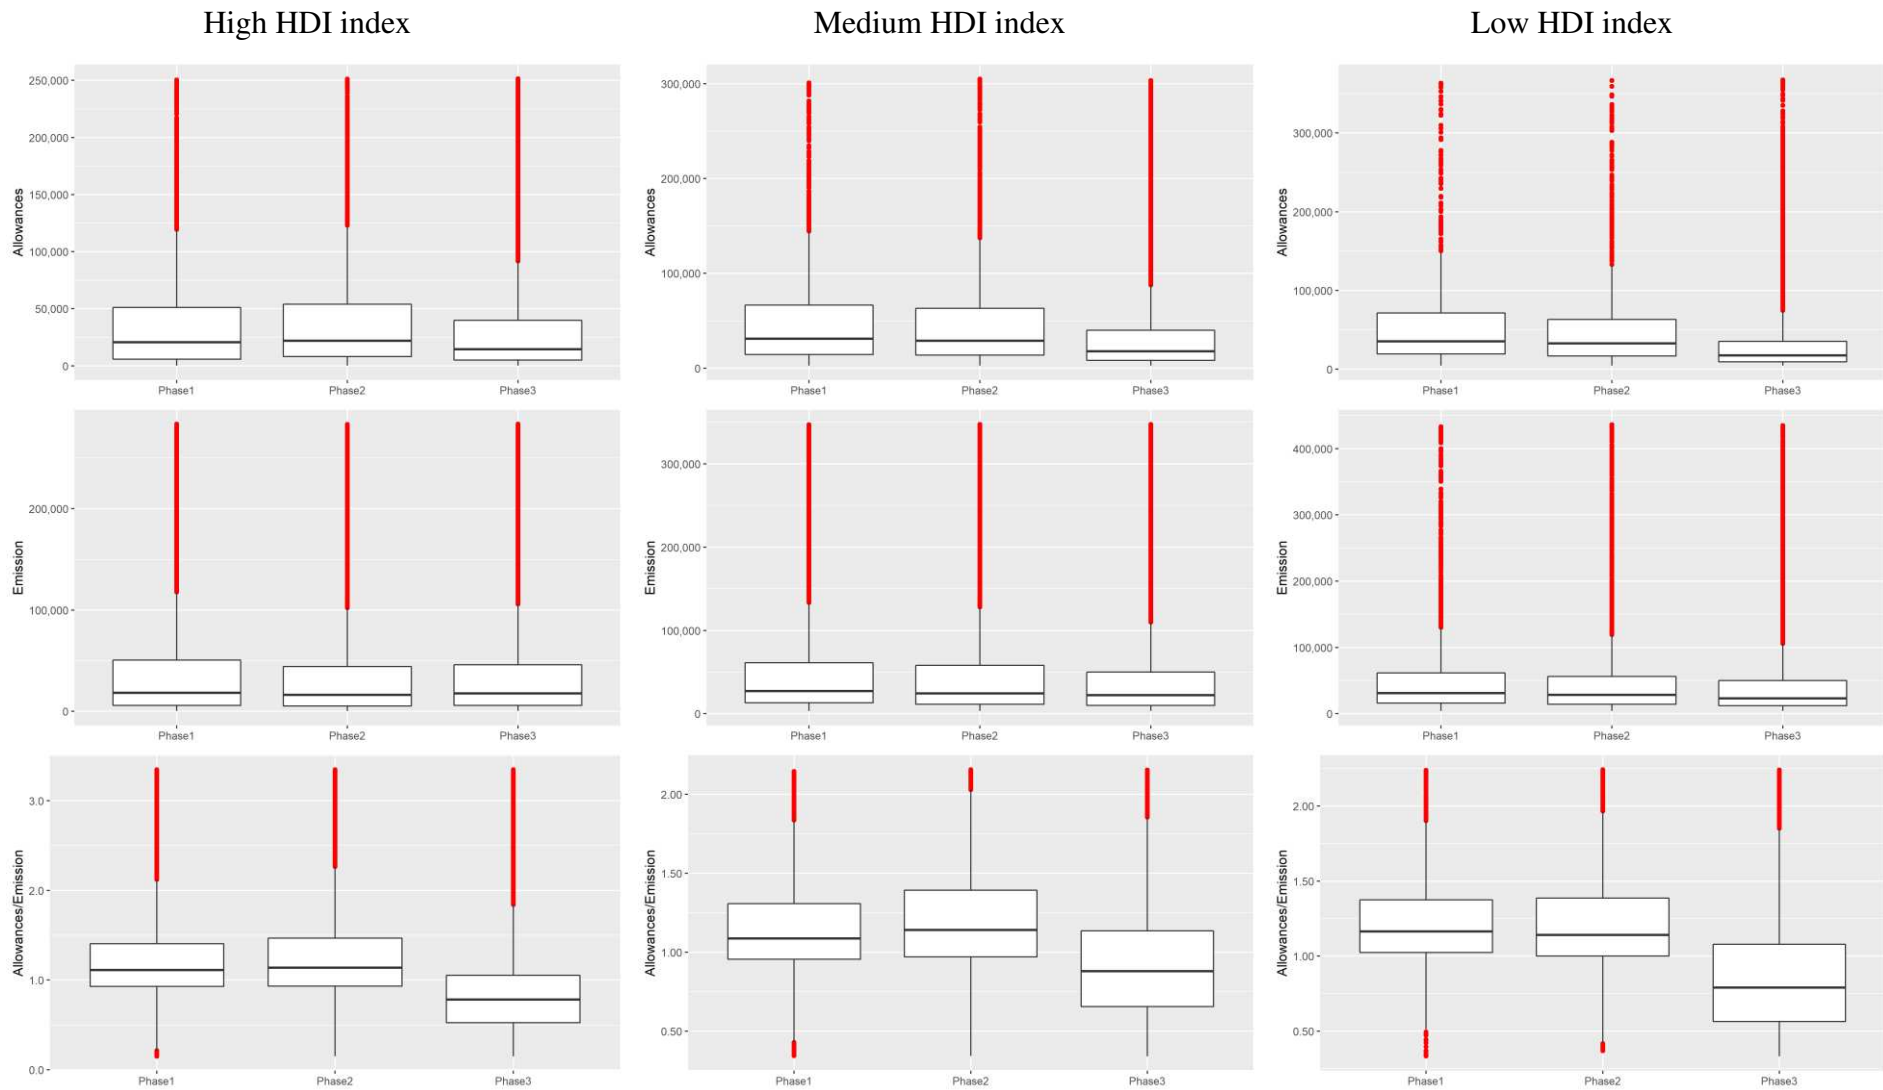 High HDI index
Medium HDI index
Low HDI index
250,000
200,000
150,000
100,000
50,000
0
Allowances
Phase1
Phase2
Phase3
300,000
200,000
100,000
0
Allowances
Phase1
Phase2
Phase3
300,000
200,000
100,000
0
Allowances
Phase1
Phase2
Phase3
200,000
100,000
0
Emission
Phase1
Phase2
Phase3
300,000
200,000
100,000
0
Emission
Phase1
Phase2
Phase3
400,000
300,000
200,000
100,000
0
Emission
Phase1
Phase2
Phase3
3.0
2.0
1.0
0.0
Allowances/Emission
Phase1
Phase2
Phase3
2.00
1.50
1.00
0.50
Allowances/Emission
Phase1
Phase2
Phase3
2.00
1.50
1.00
0.50
Allowances/Emission
Phase1
Phase2
Phase3